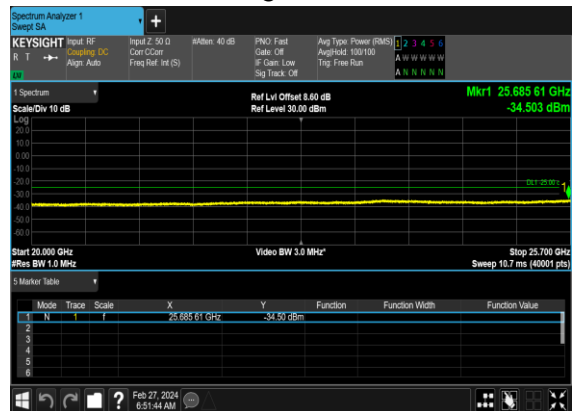 Spectrum Analyzer 1
Swept SA
+
KEYSIGHT Input: RF Input Z: 50 Ω #Atten: 40 dB PNO: Fast Avg Type: Power (RMS) 1 2 3 4 5 6
R T Coupling: DC Corr CCorr Gate: Off Avg|Hold: 100/100 A W W W W W
Align: Auto Freq Ref: Int (S) IF Gain: Low Trig: Free Run
Sig Track: Off A N N N N N
1 Spectrum Ref Lvl Offset 8.60 dB Mkr1 25.685 61 GHz
Scale/Div 10 dB Ref Level 30.00 dBm -34.503 dBm
Log
20.0
10.0
0.00
-10.0
-20.0 DL1 1
-30.0
-40.0
-50.0
-60.0
Start 20.000 GHz Video BW 3.0 MHz* Stop 25.700 GHz
#Res BW 1.0 MHz Sweep 10.7 ms (40001 pts)
5 Marker Table
Mode Trace Scale X Y Function Function Width Function Value
1 N 1 f 25.685 61 GHz -34.50 dBm
2
3
4
5
6
? Feb 27, 2024
6:51:44 AM